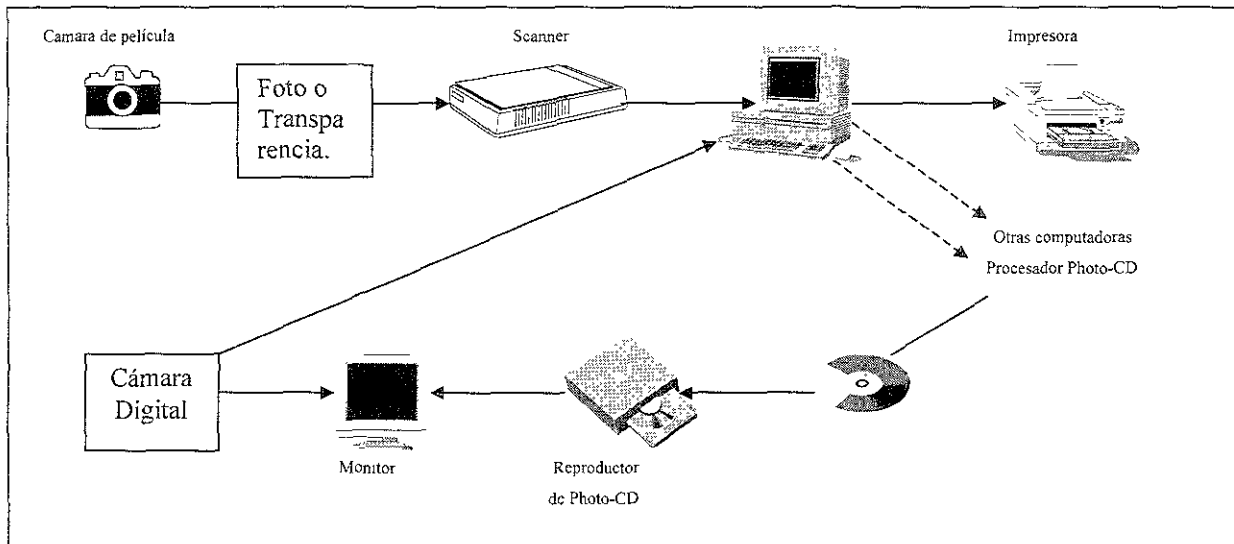 Camara de película
Scanner
Impresora
Foto o
Transpa
rencia.
Otras computadoras
Procesador Photo-CD
Cámara
Digital
Monitor
Reproductor
de Photo-CD